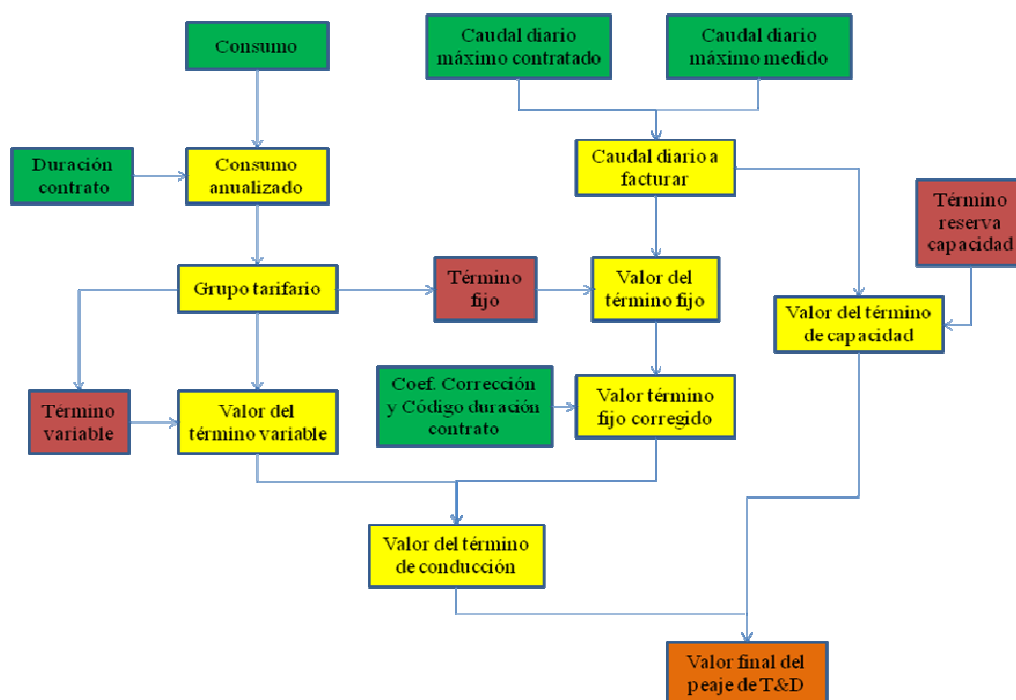 Consumo
Caudal diario
máximo contratado
Caudal diario
máximo medido
Duración
contrato
Consumo
anualizado
Caudal diario a
facturar
Término
reserva
capacidad
Grupo tarifario
Término
fijo
Valor del
término fijo
Valor del término
de capacidad
Término
variable
Valor del
término variable
Coef. Corrección
y Código duración
contrato
Valor término
fijo corregido
Valor del término
de conducción
Valor final del
peaje de T&D